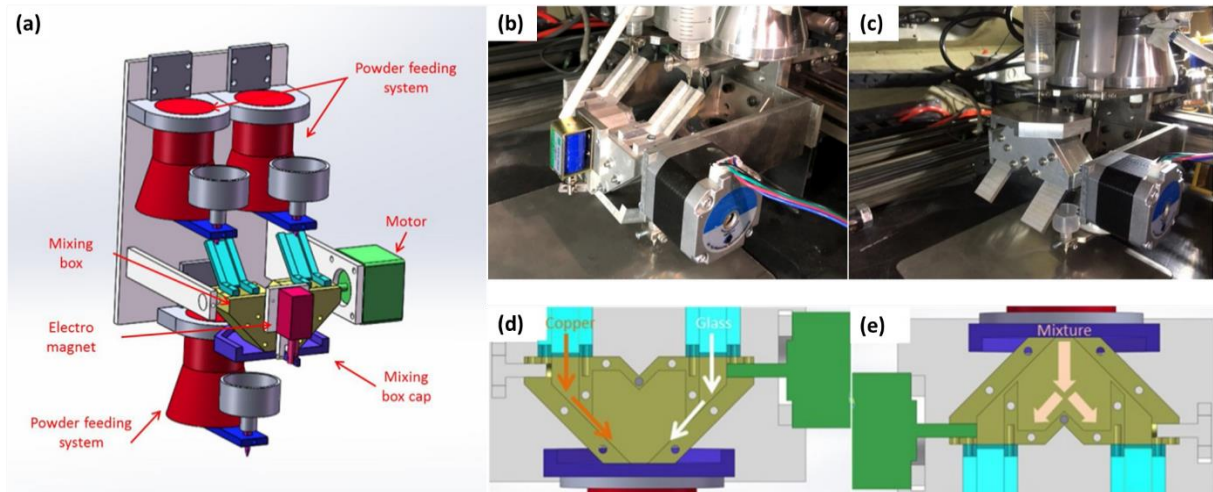 (a)
Powder feeding
system
Motor
Mixing
box
Electro
magnet
Mixing
box cap
Powder feeding
system
(b)
(c)
(d)
Copper
Glass
(e)
Mixture